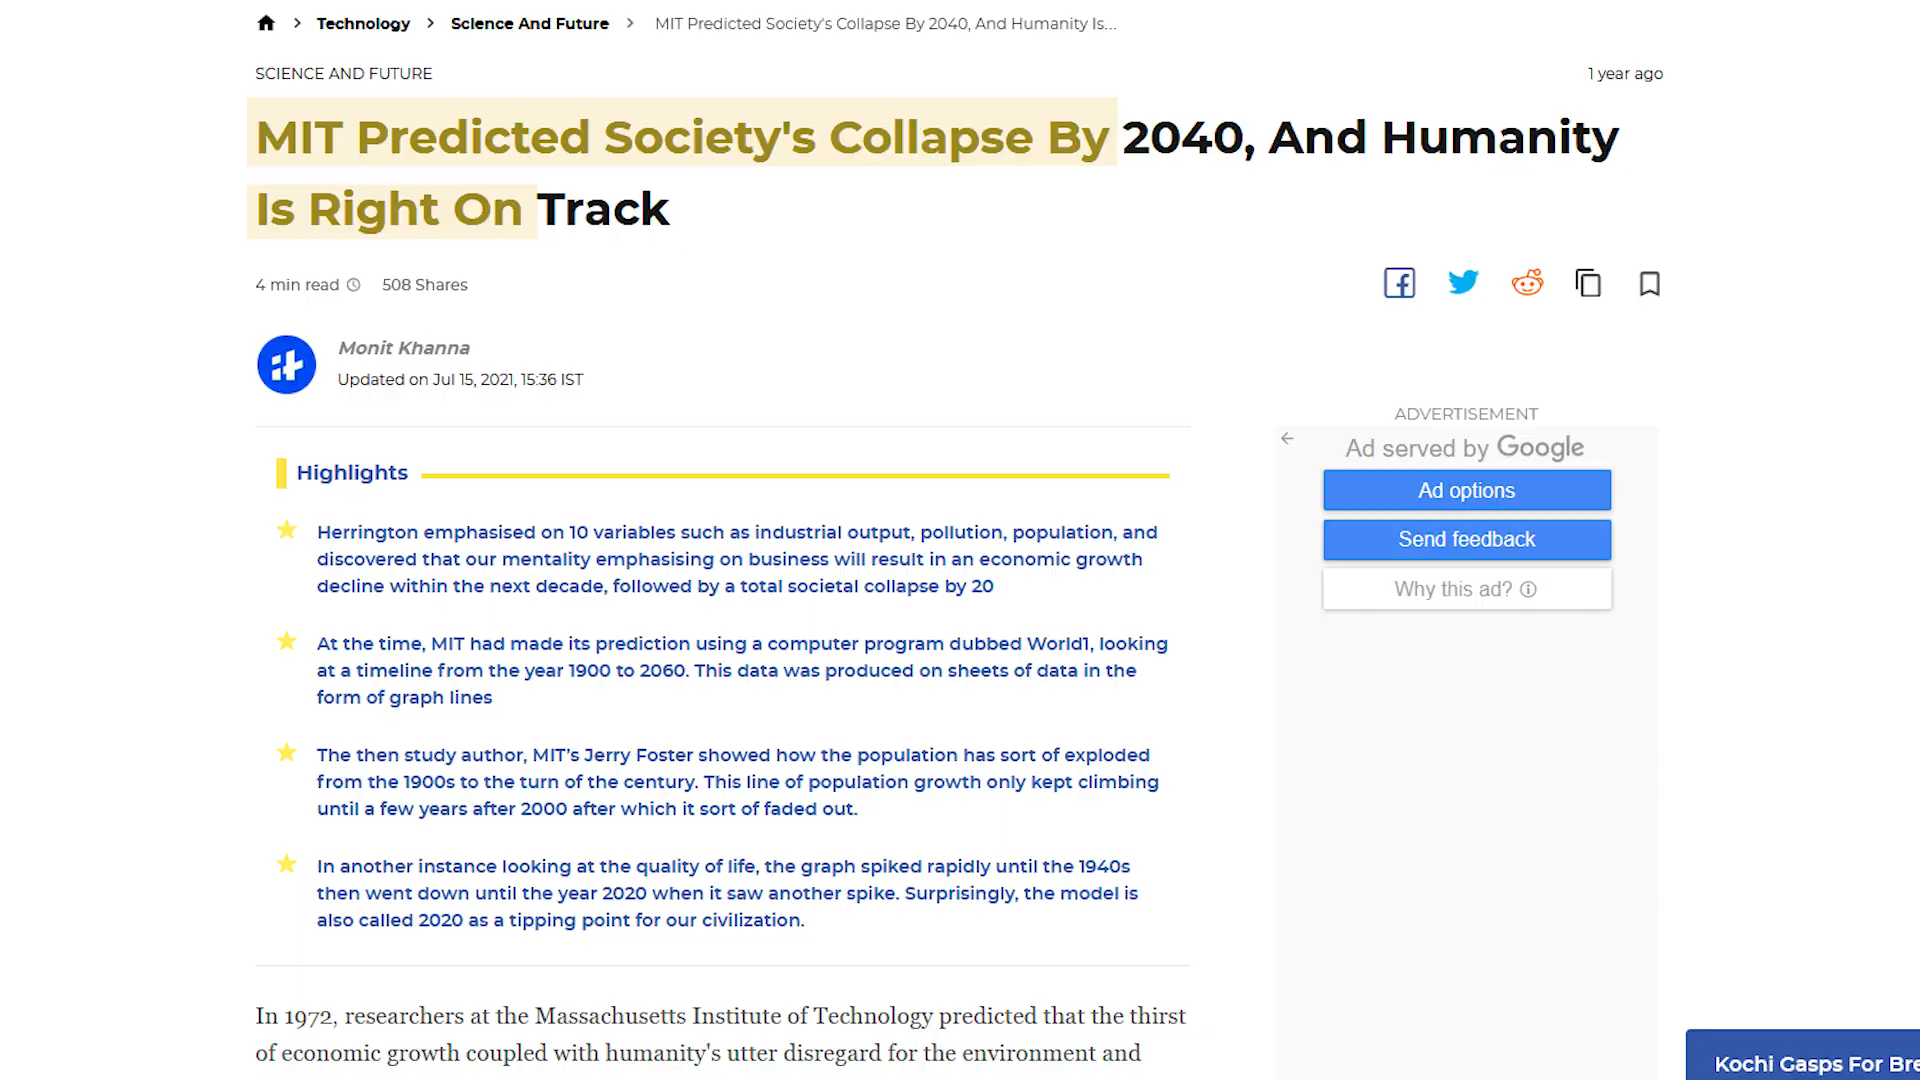 Technology > Science And Future > MIT Predicted Society's Collapse By 2040, And Humanity Is...
SCIENCE AND FUTURE
1 year ago
MIT Predicted Society's Collapse By 2040, And Humanity
Is Right On Track
4 min read
508 Shares
Monit Khanna
Updated on Jul 15, 2021, 15:36 IST
Highlights
Herrington emphasised on 10 variables such as industrial output, pollution, population, and
discovered that our mentality emphasising on business will result in an economic growth
decline within the next decade, followed by a total societal collapse by 20
At the time, MIT had made its prediction using a computer program dubbed World1, looking
at a timeline from the year 1900 to 2060. This data was produced on sheets of data in the
form of graph lines
The then study author, MIT's Jerry Foster showed how the population has sort of exploded
from the 1900s to the turn of the century. This line of population growth only kept climbing
until a few years after 2000 after which it sort of faded out.
In another instance looking at the quality of life, the graph spiked rapidly until the 1940s
then went down until the year 2020 when it saw another spike. Surprisingly, the model is
also called 2020 as a tipping point for our civilization.
In 1972, researchers at the Massachusetts Institute of Technology predicted that the thirst
of economic growth coupled with humanity's utter disregard for the environment and
ADVERTISEMENT
Ad served by Google
Ad options
Send feedback
Why this ad?
Kochi Gasps For Bre